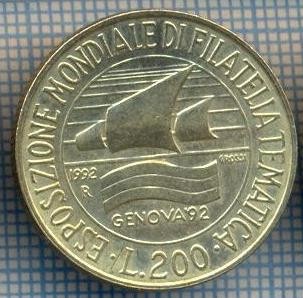 ESPOSIZIONE MONDIALE DI FILATELIA TEMATICA
1992
R
GENOVA'92
L.200